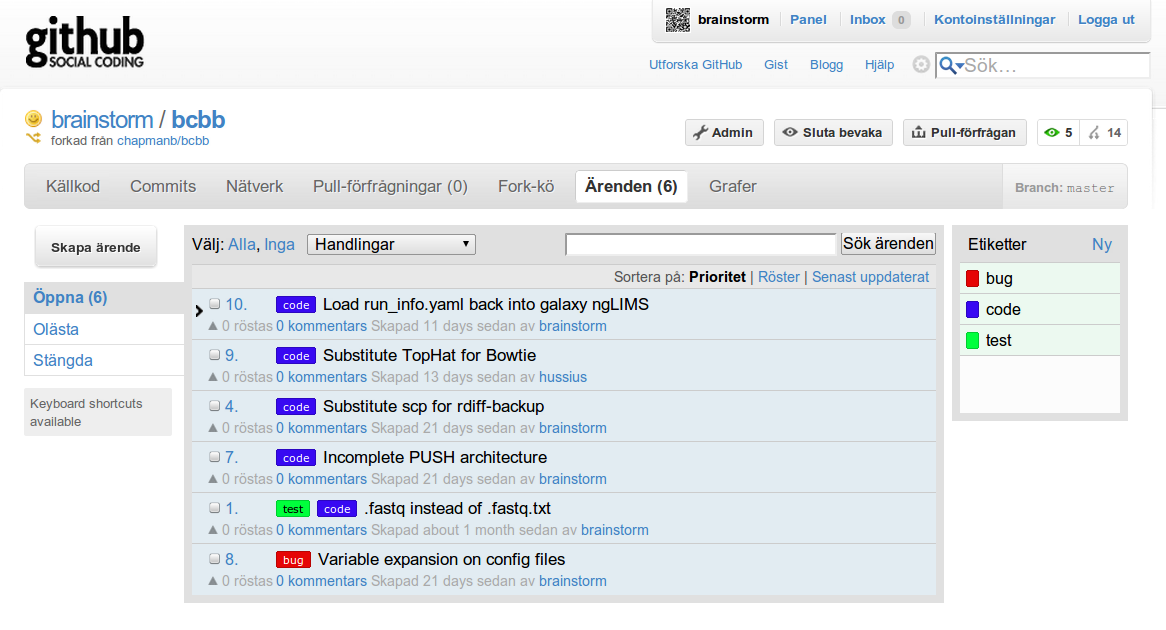 github
SOCIAL CODING
brainstorm Panel Inbox 0 Kontoinställningar Logga ut
Utforska GitHub Gist Blogg Hjälp Sök...
brainstorm / bcbb
forkad från chapmanb/bcbb
Admin Sluta bevaka Pull-förfrågan 5 14
Källkod Commits Nätverk Pull-förfrågningar (0) Fork-kö Ärenden (6) Grafer Branch: master
Skapa ärende
Öppna (6)
Olästa
Stängda
Keyboard shortcuts
available
Välj: Alla, Inga Handlingar Sök ärenden
Sortera på: Prioritet | Röster | Senast uppdaterat
10. code Load run_info.yaml back into galaxy ngLIMS
0 röstas 0 kommentars Skapad 11 days sedan av brainstorm
9. code Substitute TopHat for Bowtie
0 röstas 0 kommentars Skapad 13 days sedan av hussius
4. code Substitute scp for rdiff-backup
0 röstas 0 kommentars Skapad 21 days sedan av brainstorm
7. code Incomplete PUSH architecture
0 röstas 0 kommentars Skapad 21 days sedan av brainstorm
1. test code .fastq instead of .fastq.txt
0 röstas 0 kommentars Skapad about 1 month sedan av brainstorm
8. bug Variable expansion on config files
0 röstas 0 kommentars Skapad 21 days sedan av brainstorm
Etiketter Ny
bug
code
test